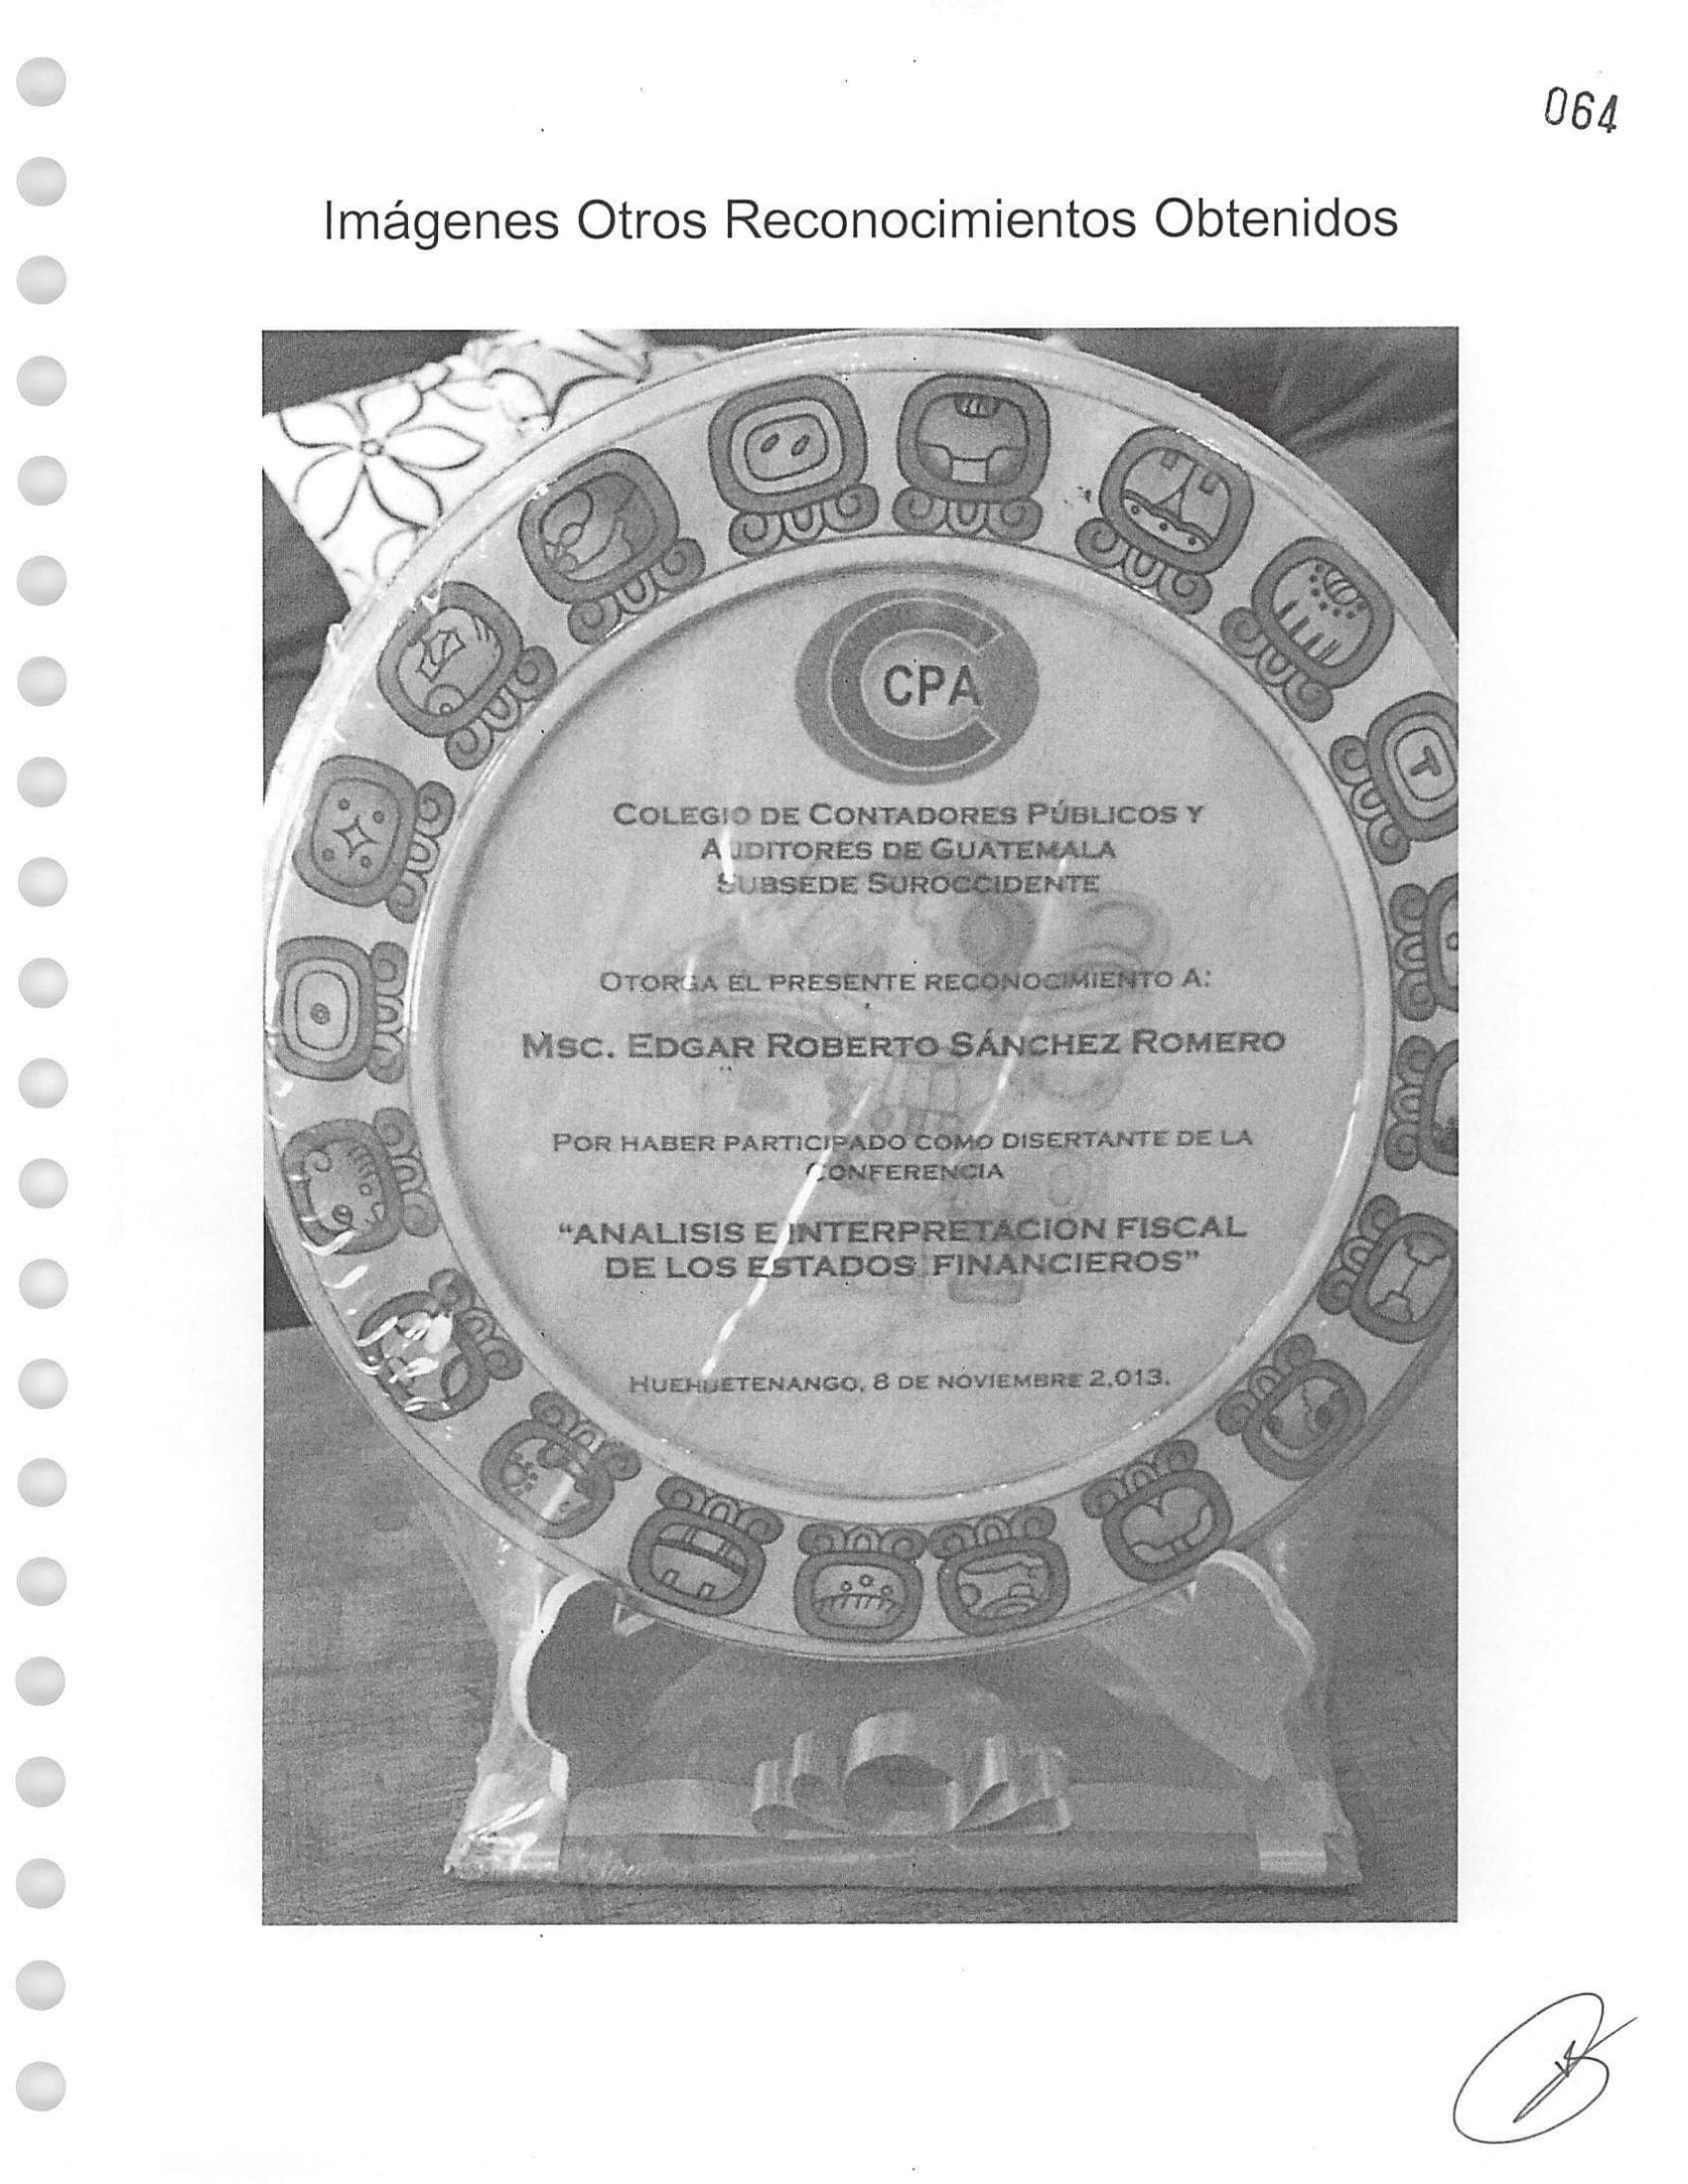 064
Imágenes Otros Reconocimientos Obtenidos
CPA
COLEGIO DE CONTADORES PÚBLICOS Y
AUDITORES DE GUATEMALA
SUBSEDE SUROCCIDENTE
OTORGA EL PRESENTE RECONOCIMIENTO A:
MSC. EDGAR ROBERTO SÁNCHEZ ROMERO
POR HABER PARTICIPADO COMO DISERTANTE DE LA
CONFERENCIA
“ANALISIS E INTERPRETACION FISCAL
DE LOS ESTADOS FINANCIEROS”
HUEHUETENANGO, 8 DE NOVIEMBRE 2,013.